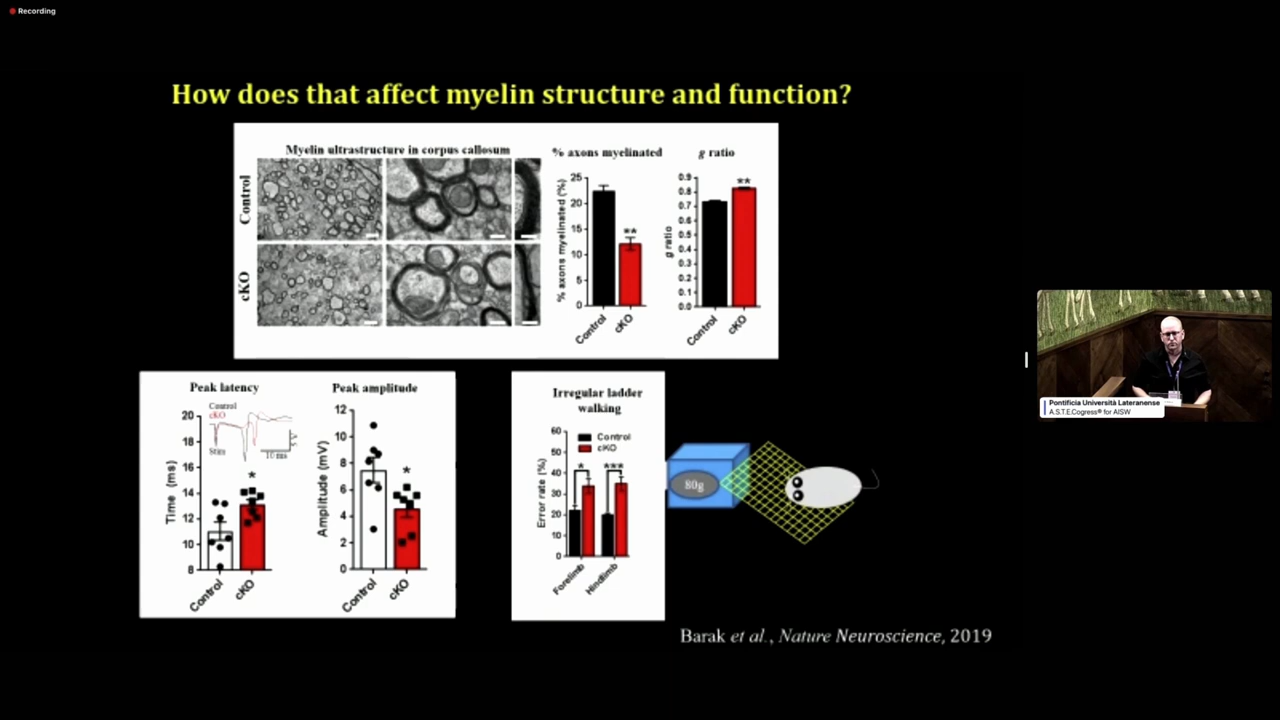 Recording
How does that affect myelin structure and function?
Myelin ultrastructure in corpus callosum
Control
cKO
% axons myelinated
% axons myelinated (%)
25
20
15
10
5
0
**
Control
cKO
g ratio
g ratio
0.9
0.8
0.7
0.6
0.5
0.4
0.3
0.2
0.1
0.0
**
Control
cKO
Peak latency
Time (ms)
20
18
16
14
12
10
8
Control
cKO
Stim
10 ms
*
Control
cKO
Peak amplitude
Amplitude (mV)
12
10
8
6
4
2
0
*
Control
cKO
Irregular ladder
walking
Error rate (%)
60
50
40
30
20
10
0
Control
cKO
*
***
Forelimb
Hindlimb
80g
Barak et al., Nature Neuroscience, 2019
Pontificia Università Lateranense
A.S.T.E.Cogress® for AISW